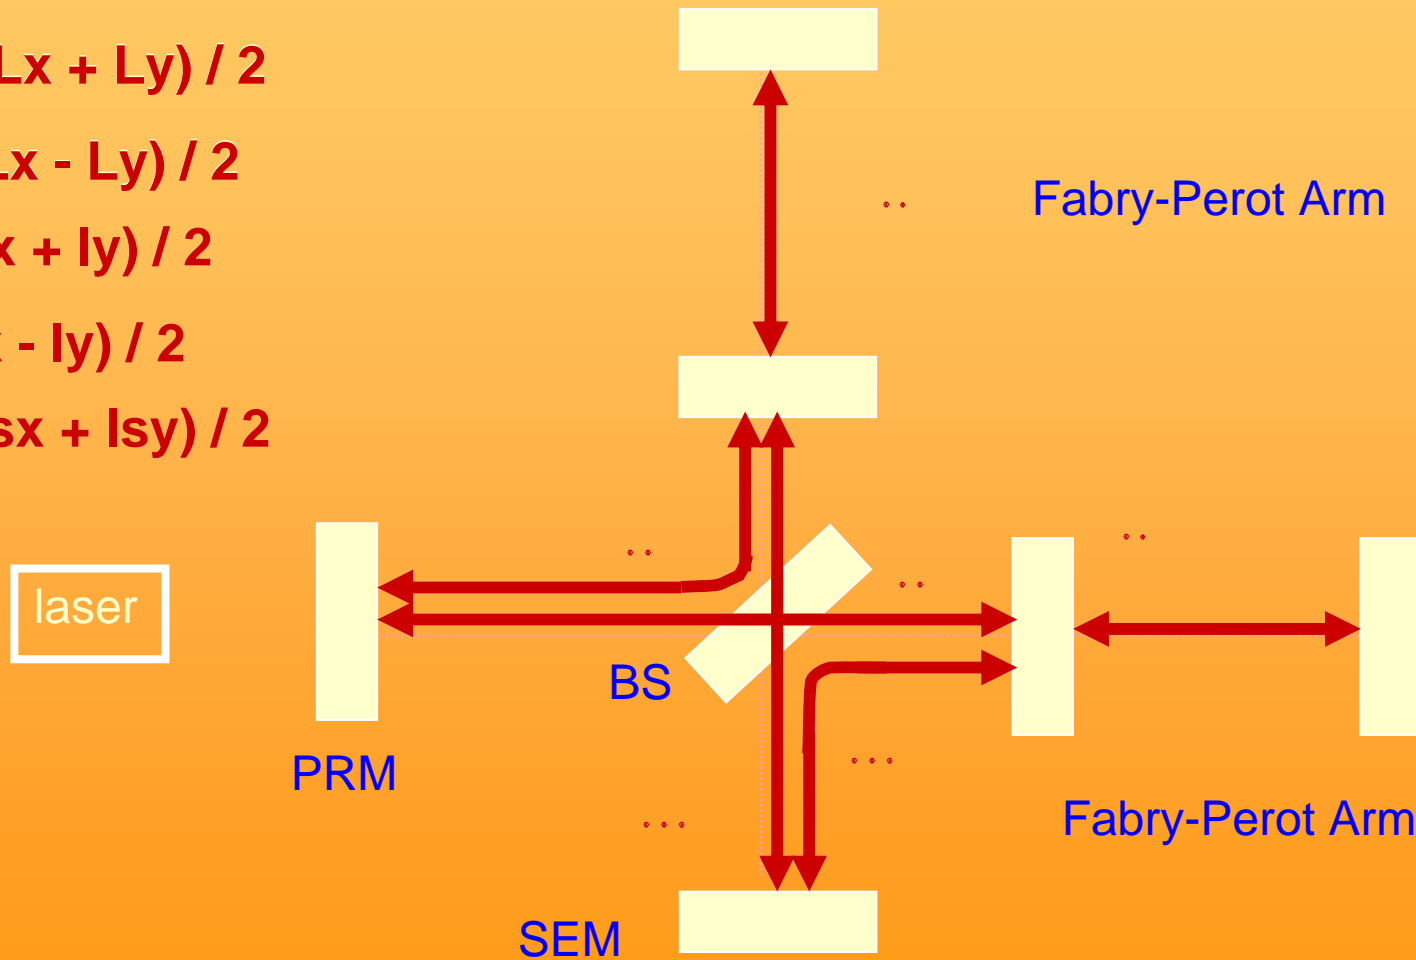 Lx + Ly) / 2
Lx - Ly) / 2
x + ly) / 2
- ly) / 2
sx + lsy) / 2
Fabry-Perot Arm
laser
BS
PRM
Fabry-Perot Arm
SEM